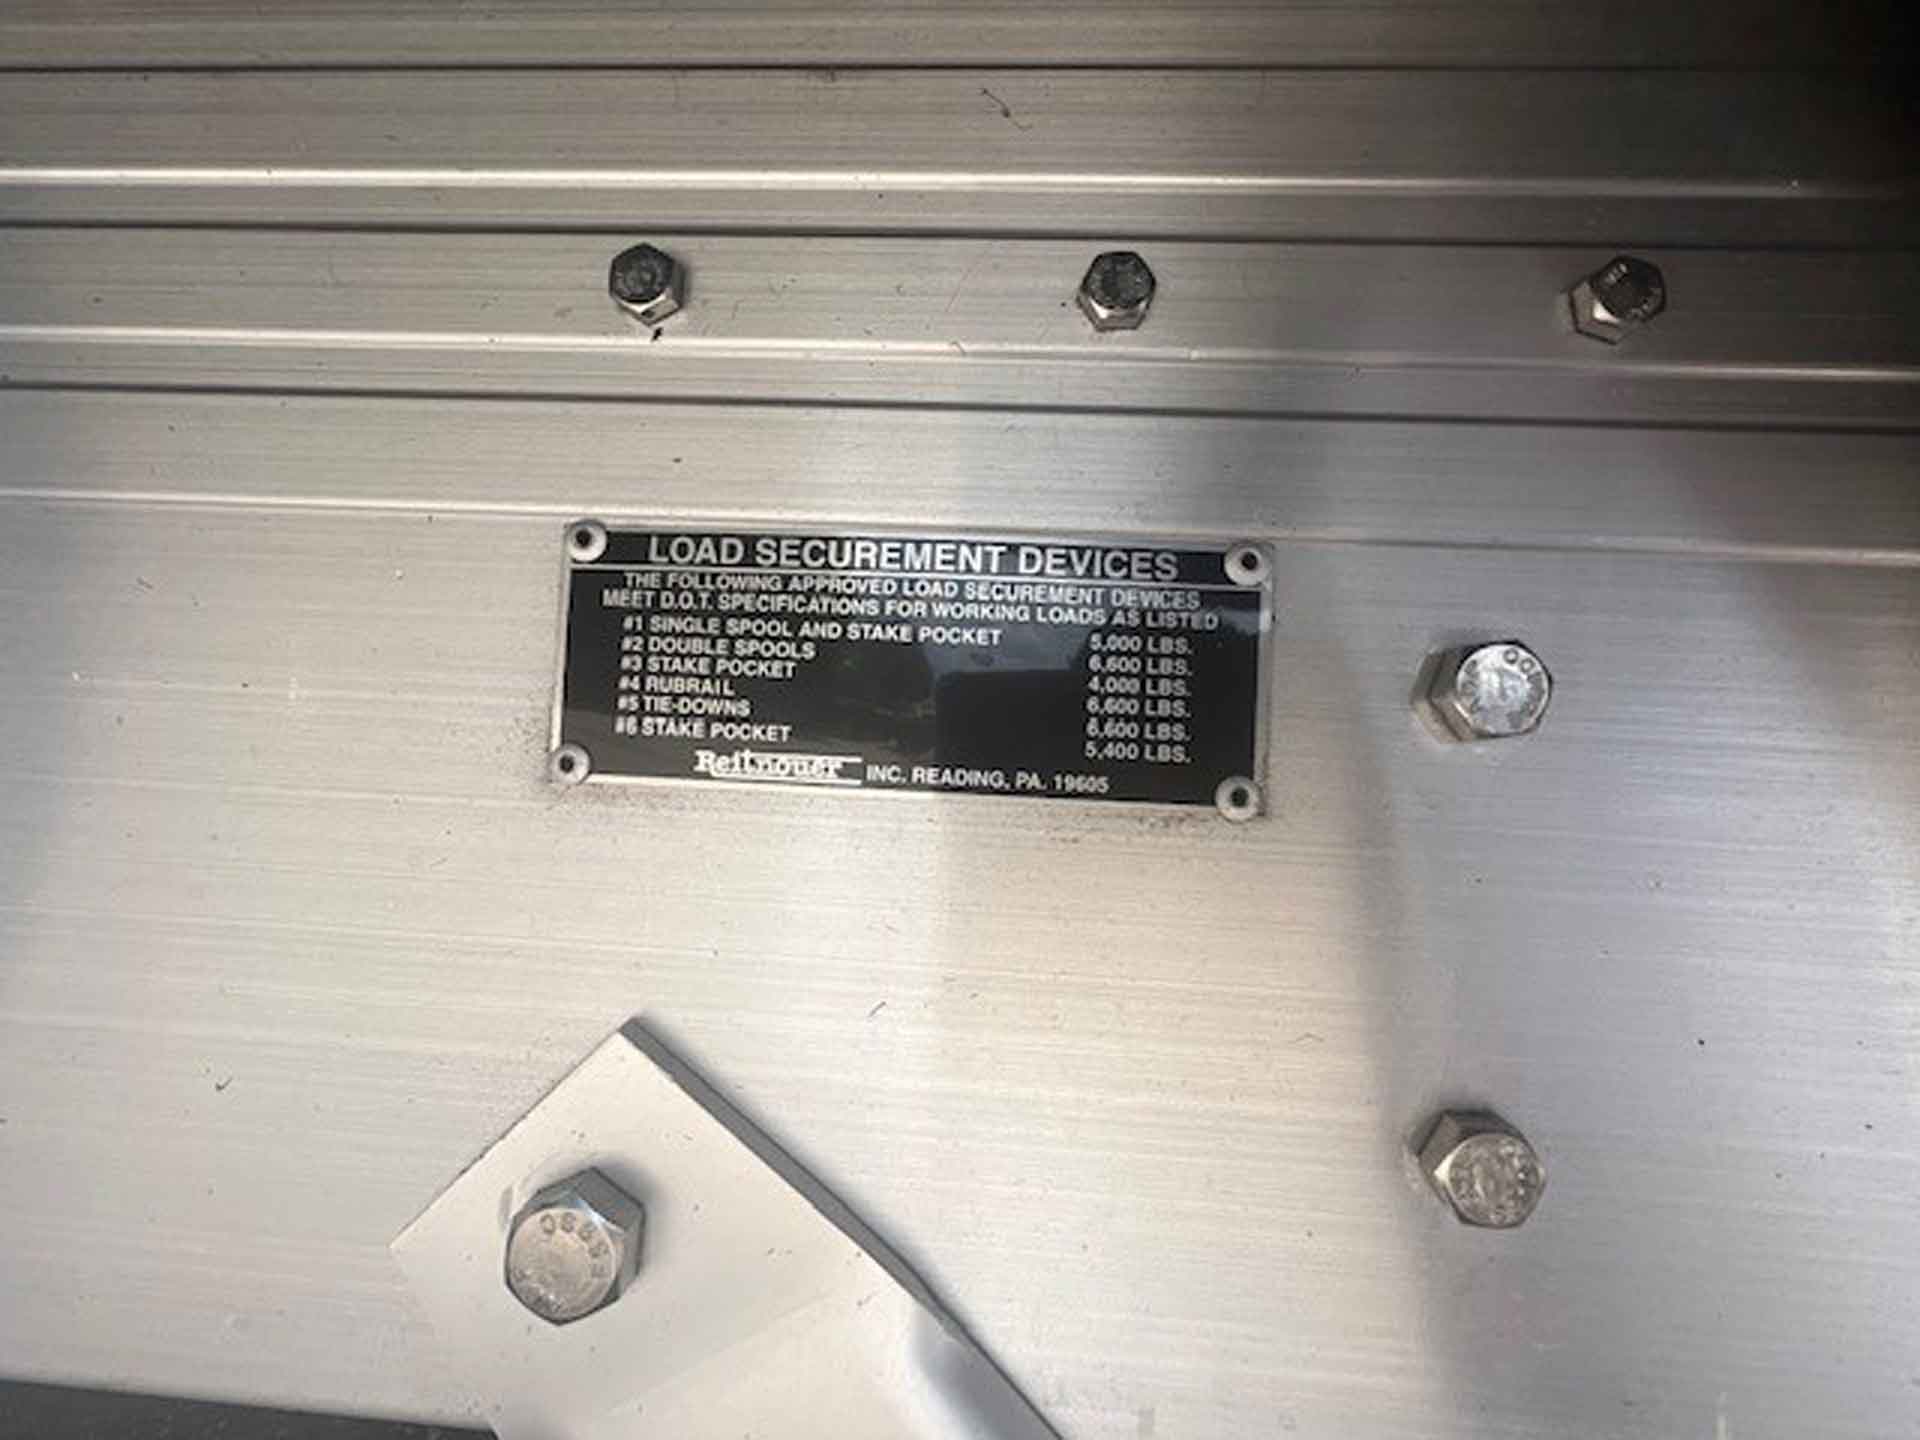 LOAD SECUREMENT DEVICES
THE FOLLOWING APPROVED LOAD SECUREMENT DEVICES
MEET D.O.T. SPECIFICATIONS FOR WORKING LOADS AS LISTED
#1 SINGLE SPOOL AND STAKE POCKET 5,000 LBS.
#2 DOUBLE SPOOLS 6,600 LBS.
#3 STAKE POCKET 4,000 LBS.
#4 RUBRAIL 6,600 LBS.
#5 TIE-DOWNS 6,600 LBS.
#6 STAKE POCKET 5,400 LBS.
Reitnouer INC. READING, PA. 19605